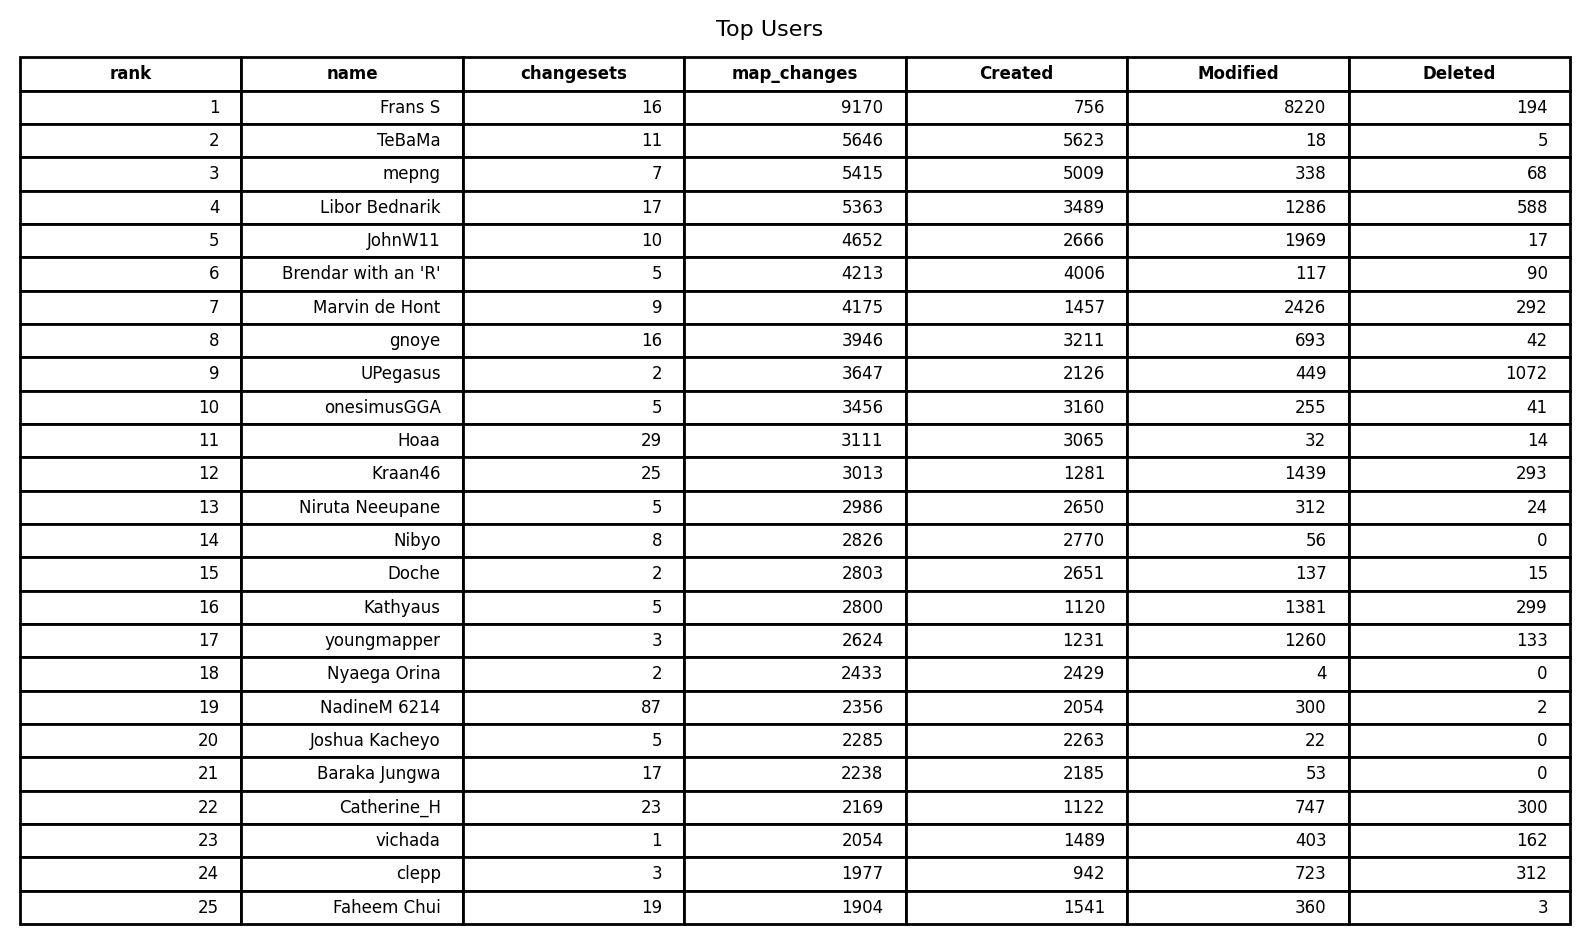 Top Users
rank name changesets map_changes Created Modified Deleted
1 Frans S 16 9170 756 8220 194
2 TeBaMa 11 5646 5623 18 5
3 mepng 7 5415 5009 338 68
4 Libor Bednarik 17 5363 3489 1286 588
5 JohnW11 10 4652 2666 1969 17
6 Brendar with an 'R' 5 4213 4006 117 90
7 Marvin de Hont 9 4175 1457 2426 292
8 gnoye 16 3946 3211 693 42
9 UPegasus 2 3647 2126 449 1072
10 onesimusGGA 5 3456 3160 255 41
11 Hoaa 29 3111 3065 32 14
12 Kraan46 25 3013 1281 1439 293
13 Niruta Neeupane 5 2986 2650 312 24
14 Nibyo 8 2826 2770 56 0
15 Doche 2 2803 2651 137 15
16 Kathyaus 5 2800 1120 1381 299
17 youngmapper 3 2624 1231 1260 133
18 Nyaega Orina 2 2433 2429 4 0
19 NadineM 6214 87 2356 2054 300 2
20 Joshua Kacheyo 5 2285 2263 22 0
21 Baraka Jungwa 17 2238 2185 53 0
22 Catherine_H 23 2169 1122 747 300
23 vichada 1 2054 1489 403 162
24 clepp 3 1977 942 723 312
25 Faheem Chui 19 1904 1541 360 3